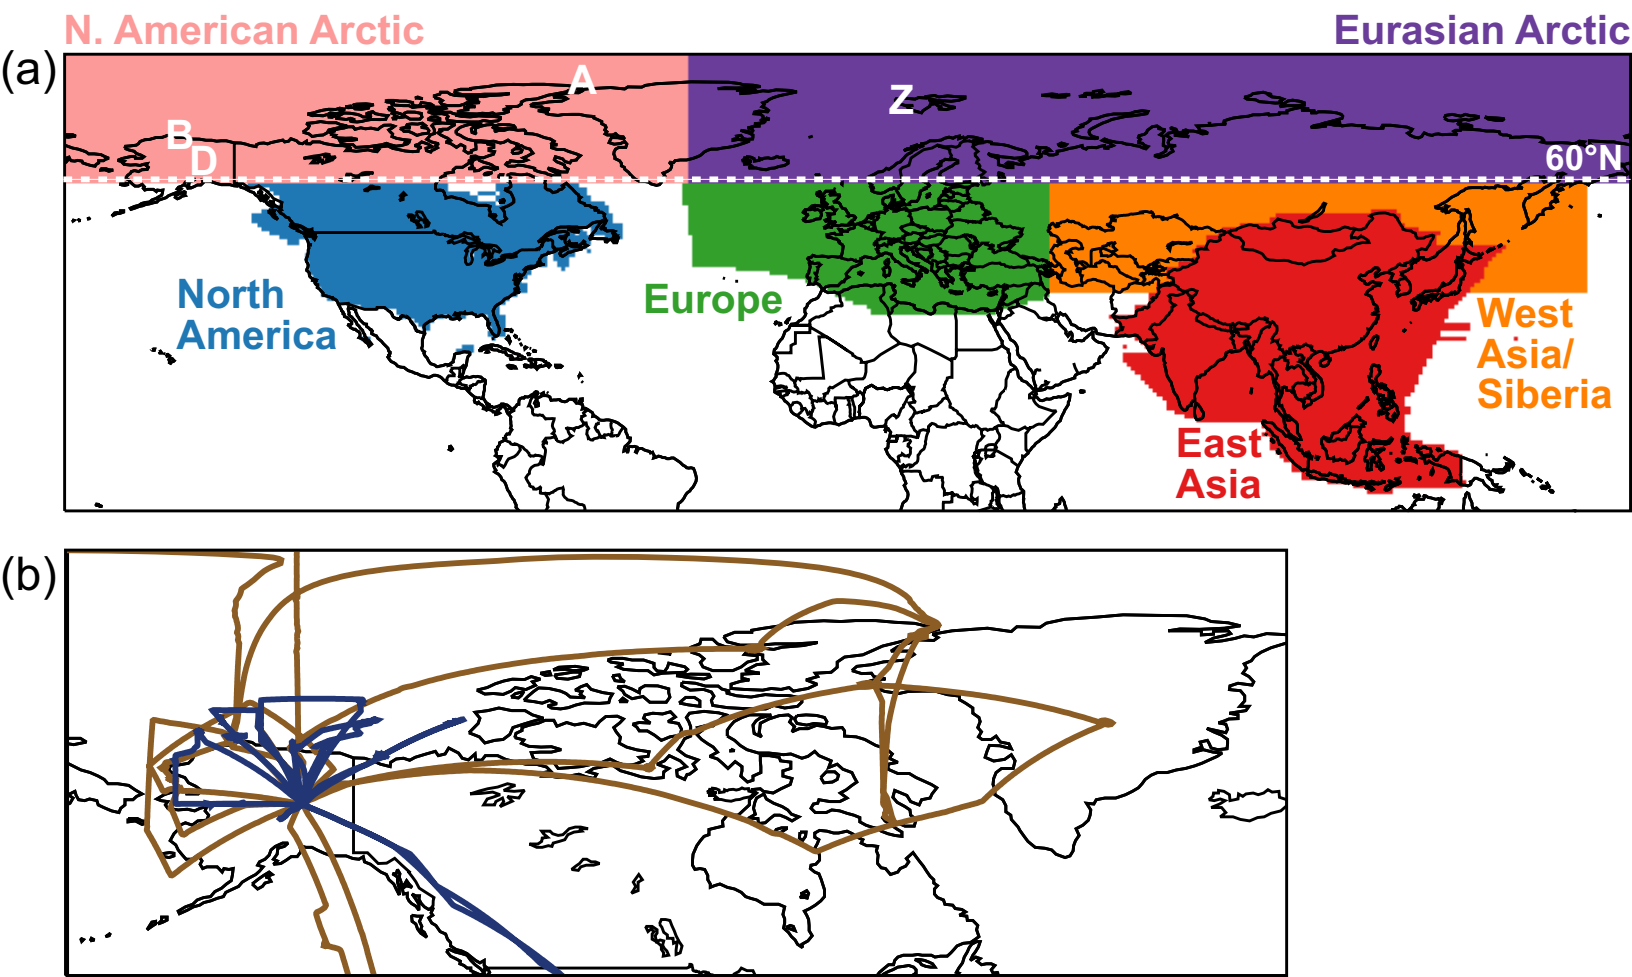 N. American Arctic
Eurasian Arctic
(a)
A
Z
B
D
60°N
North
America
Europe
West
Asia/
Siberia
East
Asia
(b)